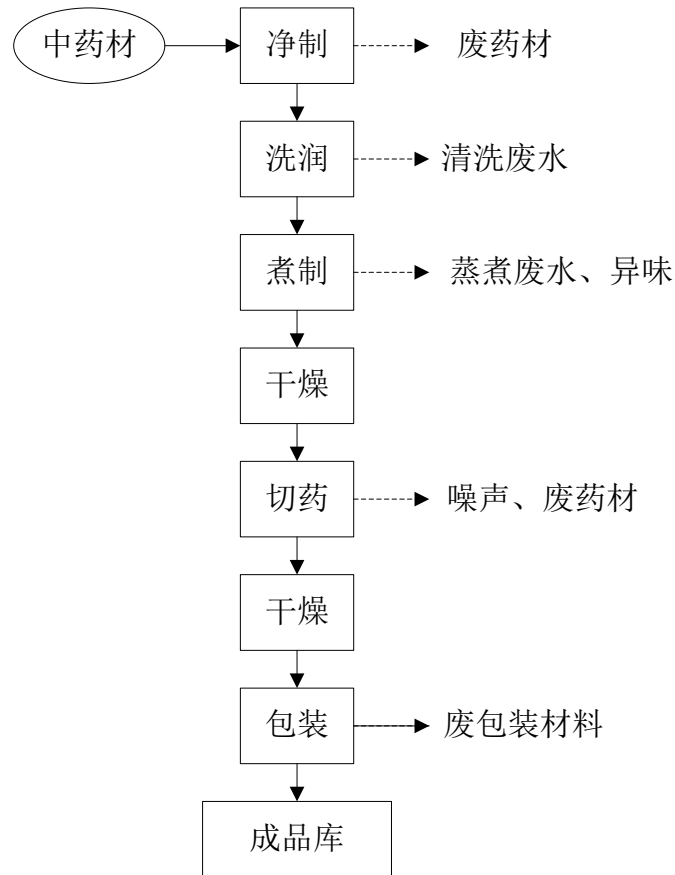 中药材
净制
废药材
洗润
清洗废水
煮制
蒸煮废水、异味
干燥
切药
噪声、废药材
干燥
包装
废包装材料
成品库